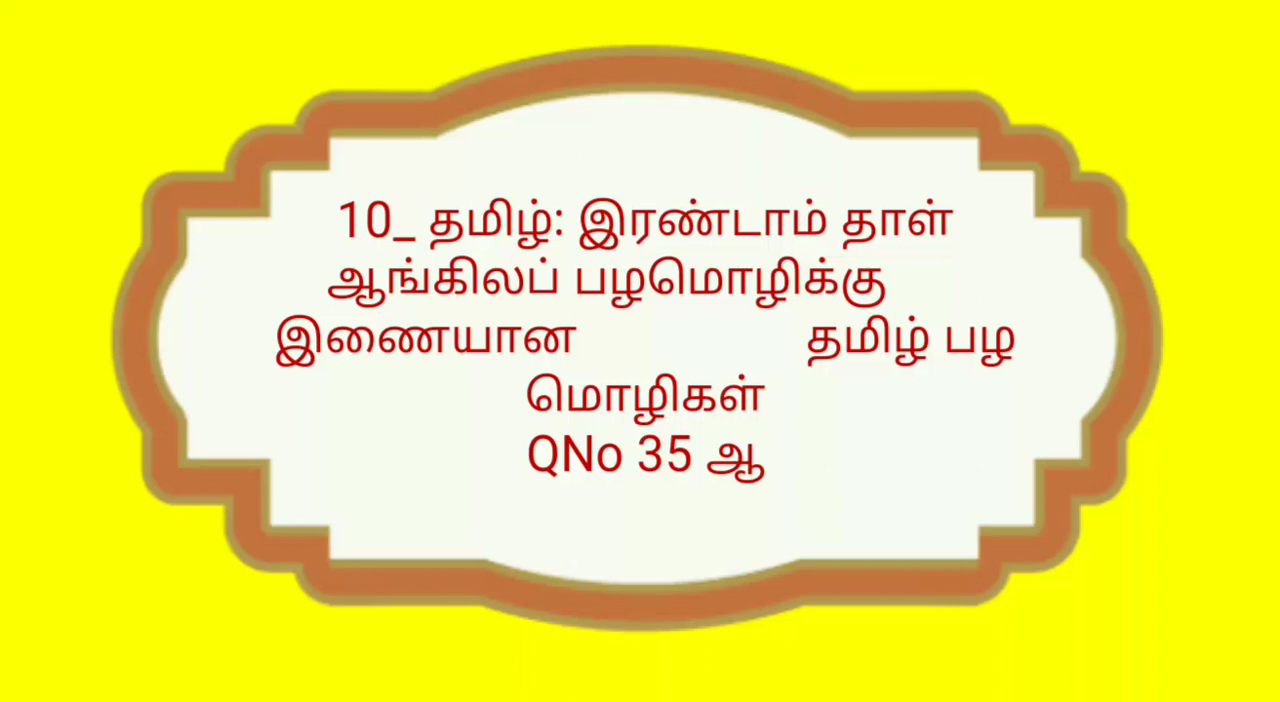 10_ தமிழ்: இரண்டாம் தாள்
ஆங்கிலப் பழமொழிக்கு
இணையான தமிழ் பழ
மொழிகள்
QNo 35 ஆ